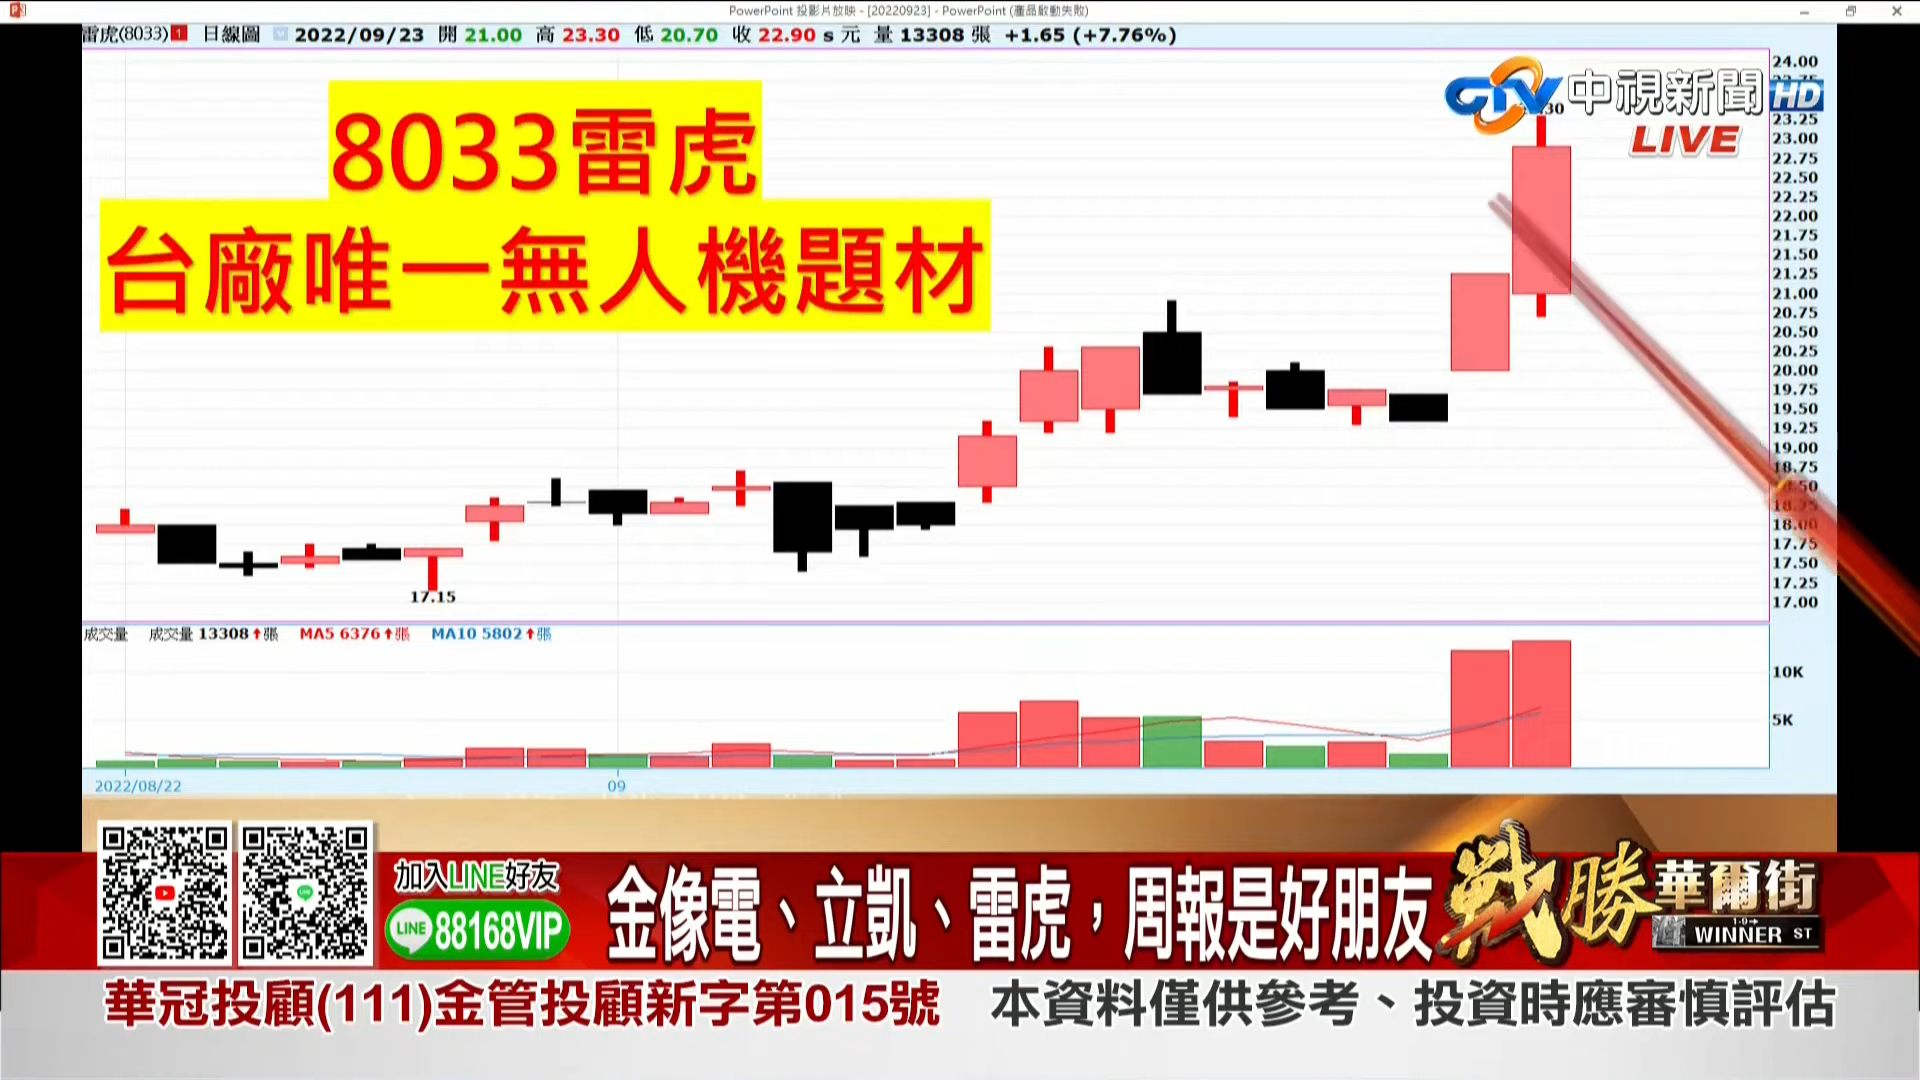 PowerPoint 投影片放映 - [20220923] - PowerPoint (產品啟動失敗)
雷虎(8033) 1 日線圖 2022/09/23 開 21.00 高 23.30 低 20.70 收 22.90 s 元 量 13308 張 +1.65 (+7.76%)
CTV 中視新聞 HD
LIVE
8033雷虎
台廠唯一無人機題材
24.00
23.25
23.00
22.75
22.50
22.25
22.00
21.75
21.50
21.25
21.00
20.75
20.50
20.25
20.00
19.75
19.50
19.25
19.00
18.75
18.50
18.25
18.00
17.75
17.50
17.25
17.00
17.15
成交量 成交量 13308↑張 MA5 6376↑張 MA10 5802↑張
10K
5K
2022/08/22 09
加入LINE好友
LINE 88168VIP
金像電、立凱、雷虎，周報是好朋友
戰勝華爾街
WINNER ST
華冠投顧(111)金管投顧新字第015號 本資料僅供參考、投資時應審慎評估